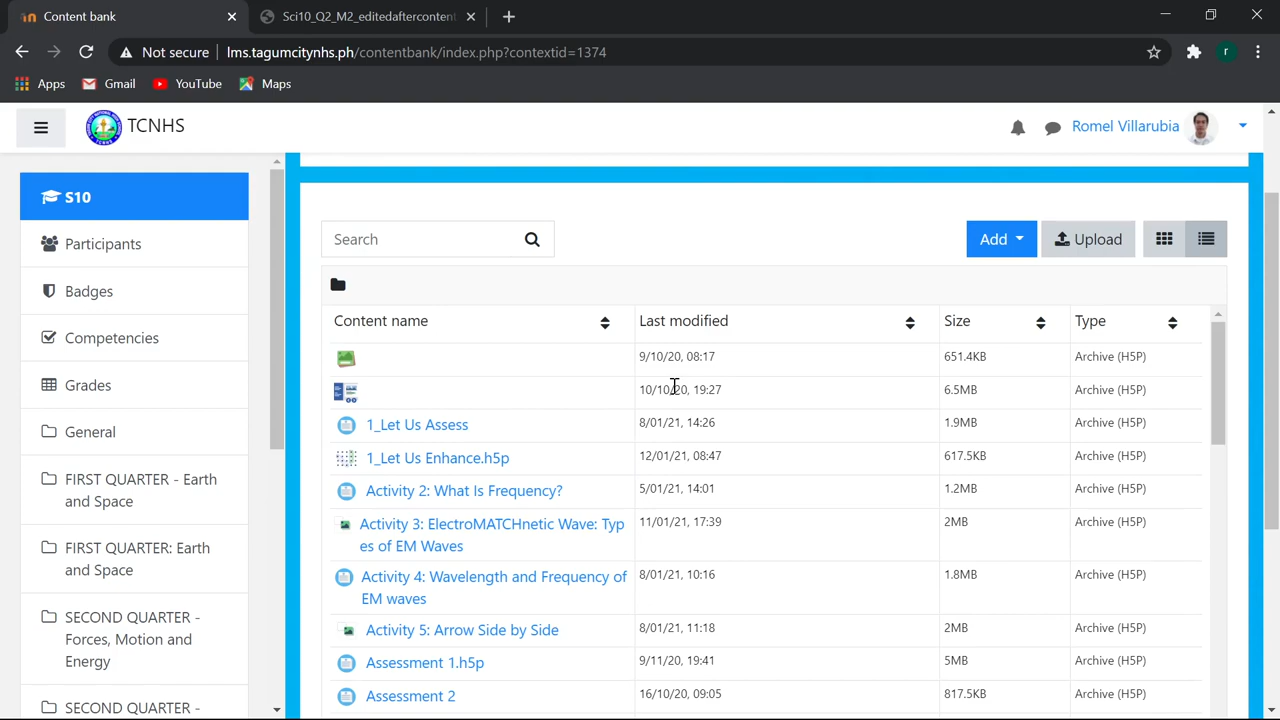 Content bank
Sci10_Q2_M2_editedaftercontent
Not secure
lms.tagumcitynhs.ph/contentbank/index.php?contextid=1374
r
Apps
Gmail
YouTube
Maps
TCNHS
Romel Villarubia
S10
Participants
Badges
Competencies
Grades
General
FIRST QUARTER - Earth
and Space
FIRST QUARTER: Earth
and Space
SECOND QUARTER -
Forces, Motion and
Energy
SECOND QUARTER -
Search
Add
Upload
Content name Last modified Size Type
9/10/20, 08:17 651.4KB Archive (H5P)
10/10/20, 19:27 6.5MB Archive (H5P)
1_Let Us Assess 8/01/21, 14:26 1.9MB Archive (H5P)
1_Let Us Enhance.h5p 12/01/21, 08:47 617.5KB Archive (H5P)
Activity 2: What Is Frequency? 5/01/21, 14:01 1.2MB Archive (H5P)
Activity 3: ElectroMATCHnetic Wave: Typ 11/01/21, 17:39 2MB Archive (H5P)
es of EM Waves
Activity 4: Wavelength and Frequency of 8/01/21, 10:16 1.8MB Archive (H5P)
EM waves
Activity 5: Arrow Side by Side 8/01/21, 11:18 2MB Archive (H5P)
Assessment 1.h5p 9/11/20, 19:41 5MB Archive (H5P)
Assessment 2 16/10/20, 09:05 817.5KB Archive (H5P)